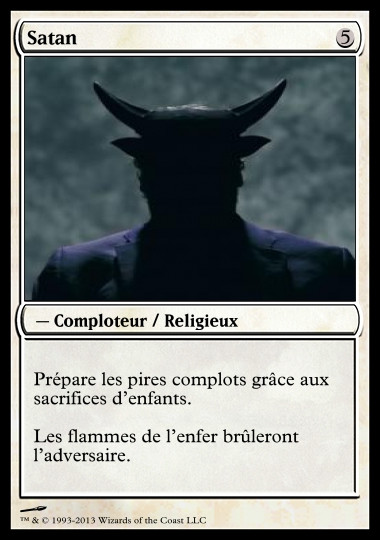 Satan 5
— Comploteur / Religieux
Prépare les pires complots grâce aux
sacrifices d'enfants.
Les flammes de l'enfer brûleront
l'adversaire.
™ & © 1993-2013 Wizards of the Coast LLC